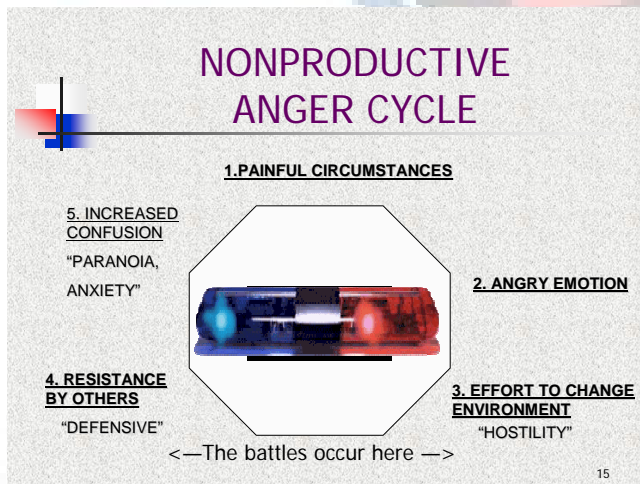 NONPRODUCTIVE
ANGER CYCLE
1.PAINFUL CIRCUMSTANCES
2. ANGRY EMOTION
3. EFFORT TO CHANGE
ENVIRONMENT
"HOSTILITY"
4. RESISTANCE
BY OTHERS
"DEFENSIVE"
5. INCREASED
CONFUSION
"PARANOIA,
ANXIETY"
<—The battles occur here —>
15